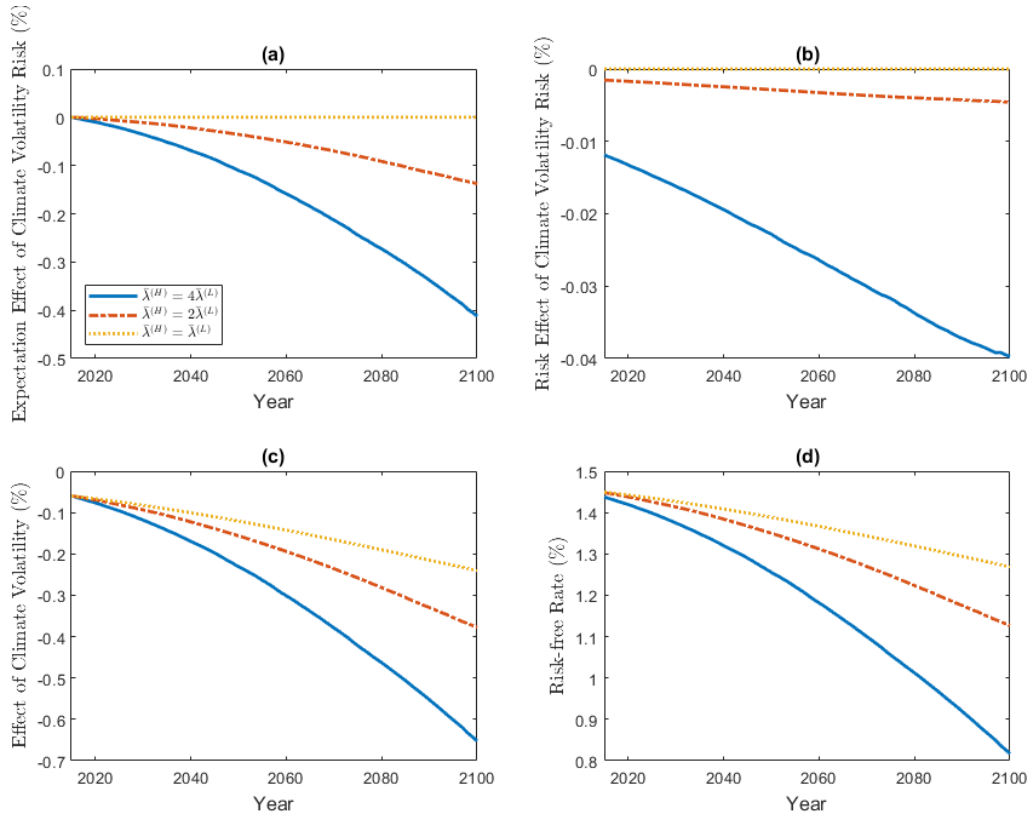 (a)
Expectation Effect of Climate Volatility Risk (%)
0.1
0
-0.1
-0.2
-0.3
-0.4
-0.5
λ̄^(H) = 4λ̄^(L)
λ̄^(H) = 2λ̄^(L)
λ̄^(H) = λ̄^(L)
2020 2040 2060 2080 2100
Year
(b)
Risk Effect of Climate Volatility Risk (%)
0
-0.01
-0.02
-0.03
-0.04
2020 2040 2060 2080 2100
Year
(c)
Effect of Climate Volatility (%)
0
-0.1
-0.2
-0.3
-0.4
-0.5
-0.6
-0.7
2020 2040 2060 2080 2100
Year
(d)
Risk-free Rate (%)
1.5
1.4
1.3
1.2
1.1
1
0.9
0.8
2020 2040 2060 2080 2100
Year